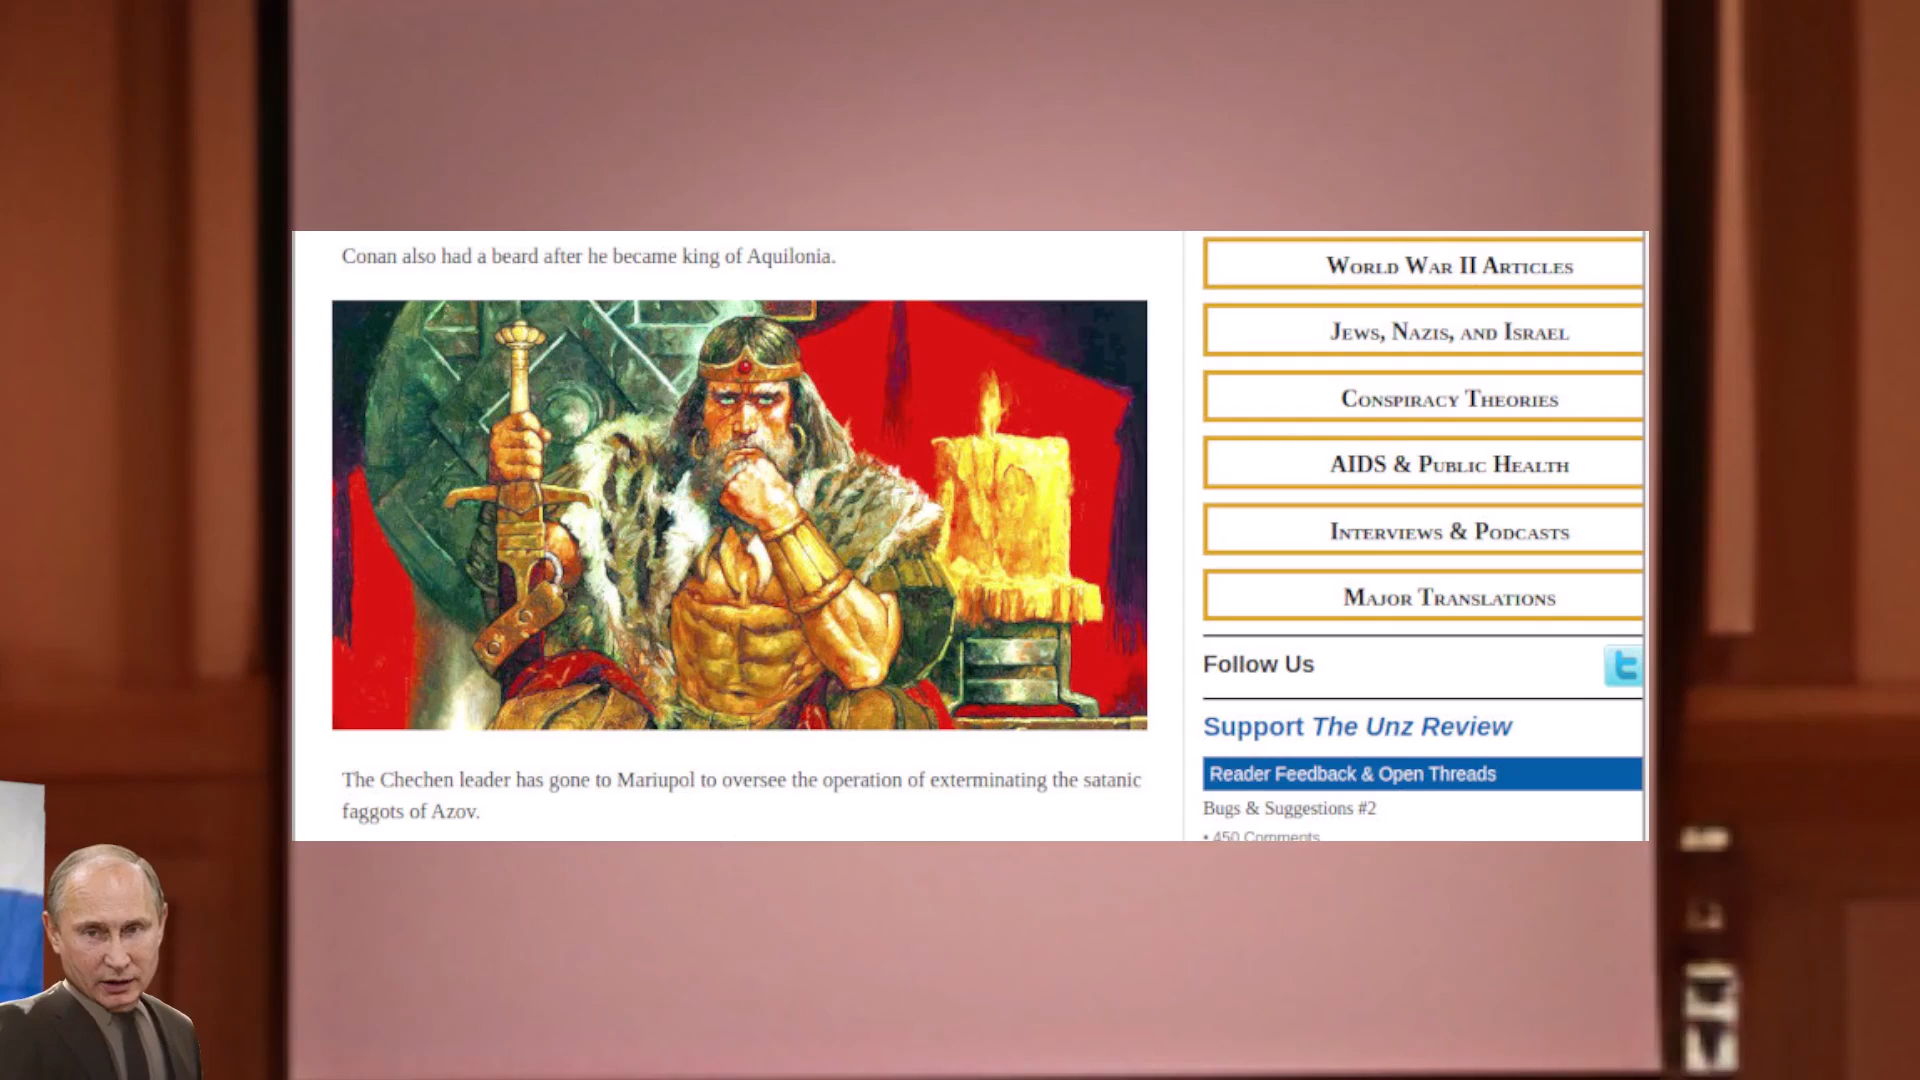 Conan also had a beard after he became king of Aquilonia.
The Chechen leader has gone to Mariupol to oversee the operation of exterminating the satanic
faggots of Azov.
World War II Articles
Jews, Nazis, and Israel
Conspiracy Theories
AIDS & Public Health
Interviews & Podcasts
Major Translations
Follow Us
Support The Unz Review
Reader Feedback & Open Threads
Bugs & Suggestions #2
• 450 Comments